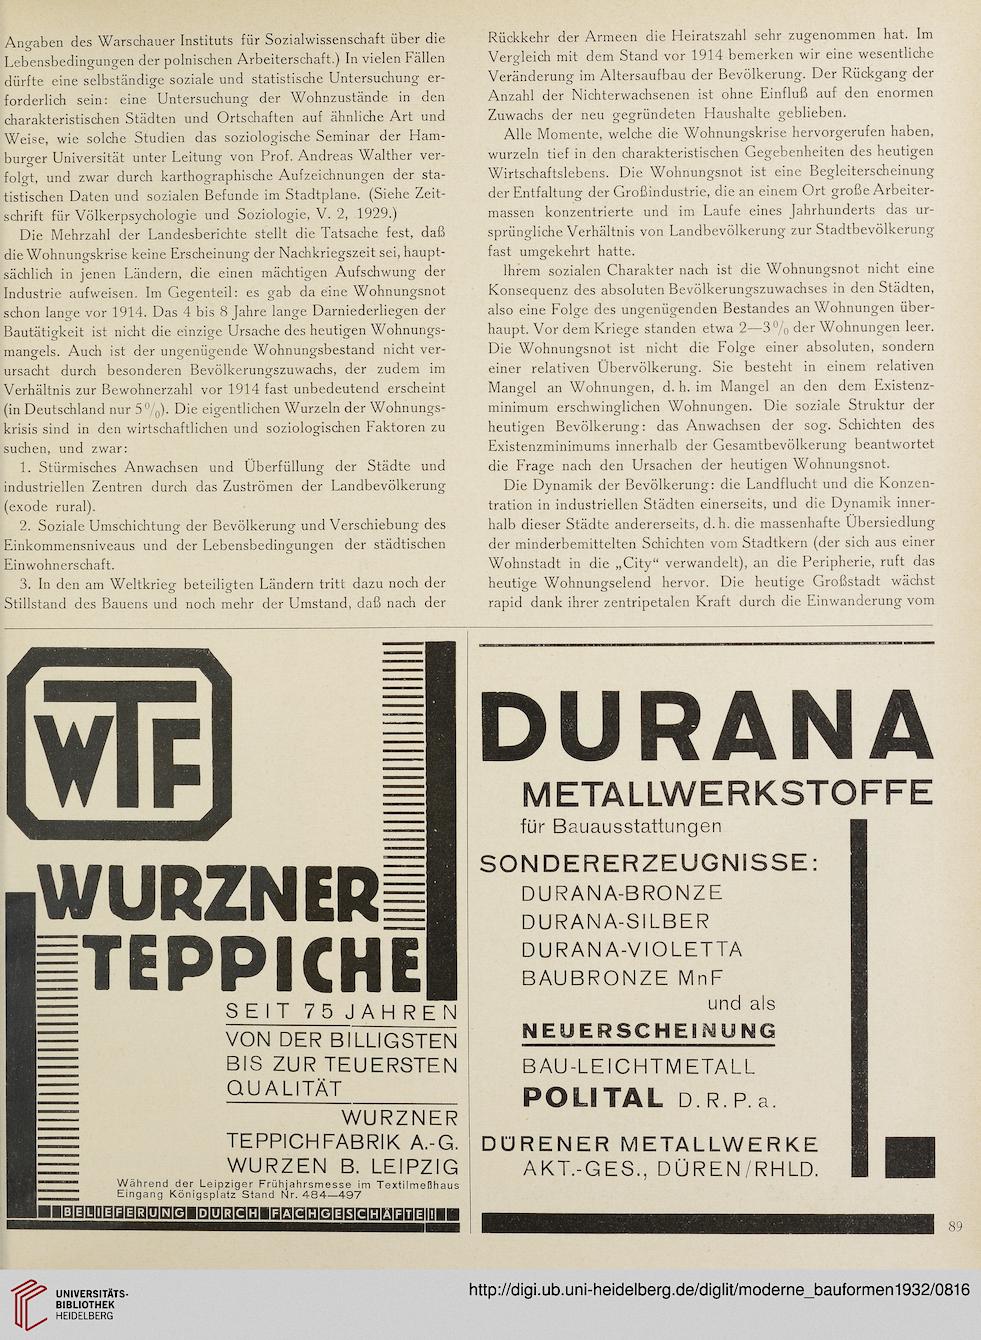 Angaben des Warschauer Instituts für Sozialwissenschaft über die
Lebensbedingungen der polnischen Arbeiterschaft.) In vielen Fällen
dürfte eine selbständige soziale und statistische Untersuchung er-
forderlich sein: eine Untersuchung der Wohnzustände in den
charakteristischen Städten und Ortschaften auf ähnliche Art und
Weise, wie solche Studien das soziologische Seminar der Ham-
burger Universität unter Leitung von Prof. Andreas Walther ver-
folgt, und zwar durch karthographische Aufzeichnungen der sta-
tistischen Daten und sozialen Befunde im Stadtplane. (Siehe Zeit-
schrift für Völkerpsychologie und Soziologie, V. 2, 1929.)
Die Mehrzahl der Landesberichte stellt die Tatsache fest, daß
die Wohnungskrise keine Erscheinung der Nachkriegszeit sei, haupt-
sächlich in jenen Ländern, die einen mächtigen Aufschwung der
Industrie aufweisen. Im Gegenteil: es gab da eine Wohnungsnot
schon lange vor 1914. Das 4 bis 8 Jahre lange Darniederliegen der
Bautätigkeit ist nicht die einzige Ursache des heutigen Wohnungs-
mangels. Auch ist der ungenügende Wohnungsbestand nicht ver-
ursacht durch besonderen Bevölkerungszuwachs, der zudem im
Verhältnis zur Bewohnerzahl vor 1914 fast unbedeutend erscheint
(in Deutschland nur 5 %). Die eigentlichen Wurzeln der Wohnungs-
krisis sind in den wirtschaftlichen und soziologischen Faktoren zu
suchen, und zwar:
1. Stürmisches Anwachsen und Überfüllung der Städte und
industriellen Zentren durch das Zuströmen der Landbevölkerung
(exode rural).
2. Soziale Umschichtung der Bevölkerung und Verschiebung des
Einkommensniveaus und der Lebensbedingungen der städtischen
Einwohnerschaft.
3. In den am Weltkrieg beteiligten Ländern tritt dazu noch der
Stillstand des Bauens und noch mehr der Umstand, daß nach der
Rückkehr der Armeen die Heiratszahl sehr zugenommen hat. Im
Vergleich mit dem Stand vor 1914 bemerken wir eine wesentliche
Veränderung im Altersaufbau der Bevölkerung. Der Rückgang der
Anzahl der Nichterwachsenen ist ohne Einfluß auf den enormen
Zuwachs der neu gegründeten Haushalte geblieben.
Alle Momente, welche die Wohnungskrise hervorgerufen haben,
wurzeln tief in den charakteristischen Gegebenheiten des heutigen
Wirtschaftslebens. Die Wohnungsnot ist eine Begleiterscheinung
der Entfaltung der Großindustrie, die an einem Ort große Arbeiter-
massen konzentrierte und im Laufe eines Jahrhunderts das ur-
sprüngliche Verhältnis von Landbevölkerung zur Stadtbevölkerung
fast umgekehrt hatte.
Ihrem sozialen Charakter nach ist die Wohnungsnot nicht eine
Konsequenz des absoluten Bevölkerungszuwachses in den Städten,
also eine Folge des ungenügenden Bestandes an Wohnungen über-
haupt. Vor dem Kriege standen etwa 2—3 % der Wohnungen leer.
Die Wohnungsnot ist nicht die Folge einer absoluten, sondern
einer relativen Übervölkerung. Sie besteht in einem relativen
Mangel an Wohnungen, d. h. im Mangel an den dem Existenz-
minimum erschwinglichen Wohnungen. Die soziale Struktur der
heutigen Bevölkerung: das Anwachsen der sog. Schichten des
Existenzminimums innerhalb der Gesamtbevölkerung beantwortet
die Frage nach den Ursachen der heutigen Wohnungsnot.
Die Dynamik der Bevölkerung: die Landflucht und die Konzen-
tration in industriellen Städten einerseits, und die Dynamik inner-
halb dieser Städte andererseits, d. h. die massenhafte Übersiedlung
der minderbemittelten Schichten vom Stadtkern (der sich aus einer
Wohnstadt in die „City“ verwandelt), an die Peripherie, ruft das
heutige Wohnungselend hervor. Die heutige Großstadt wächst
rapid dank ihrer zentripetalen Kraft durch die Einwanderung vom
WTF
WURZNER
TEPPICHE
SEIT 75 JAHREN
VON DER BILLIGSTEN
BIS ZUR TEUERSTEN
QUALITÄT
WURZNER
TEPPICHFABRIK A.-G.
WURZEN B. LEIPZIG
Während der Leipziger Frühjahrsmesse im Textilmeßhaus
Eingang Königsplatz Stand Nr. 484—497
BELIEFERUNG DURCH FACHGESCHÄFTE!
DURANA
METALLWERKSTOFFE
für Bauausstattungen
SONDERERZEUGNISSE:
DURANA-BRONZE
DURANA-SILBER
DURANA-VIOLETTA
BAUBRONZE MnF
und als
NEUERSCHEINUNG
BAU-LEICHTMETALL
POLITAL D. R. P. a.
DÜRENER METALLWERKE
AKT.-GES., DÜREN/RHLD.
89
UNIVERSITÄTS-
BIBLIOTHEK
HEIDELBERG
http://digi.ub.uni-heidelberg.de/diglit/moderne_bauformen1932/0816